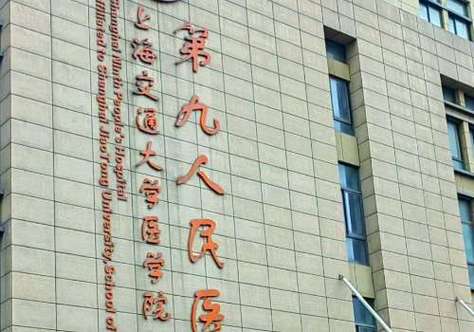 第九人民医
上海交通大学医学院
Shanghai Ninth People's Hospital
Affiliated to Shanghai JiaoTong University, School of